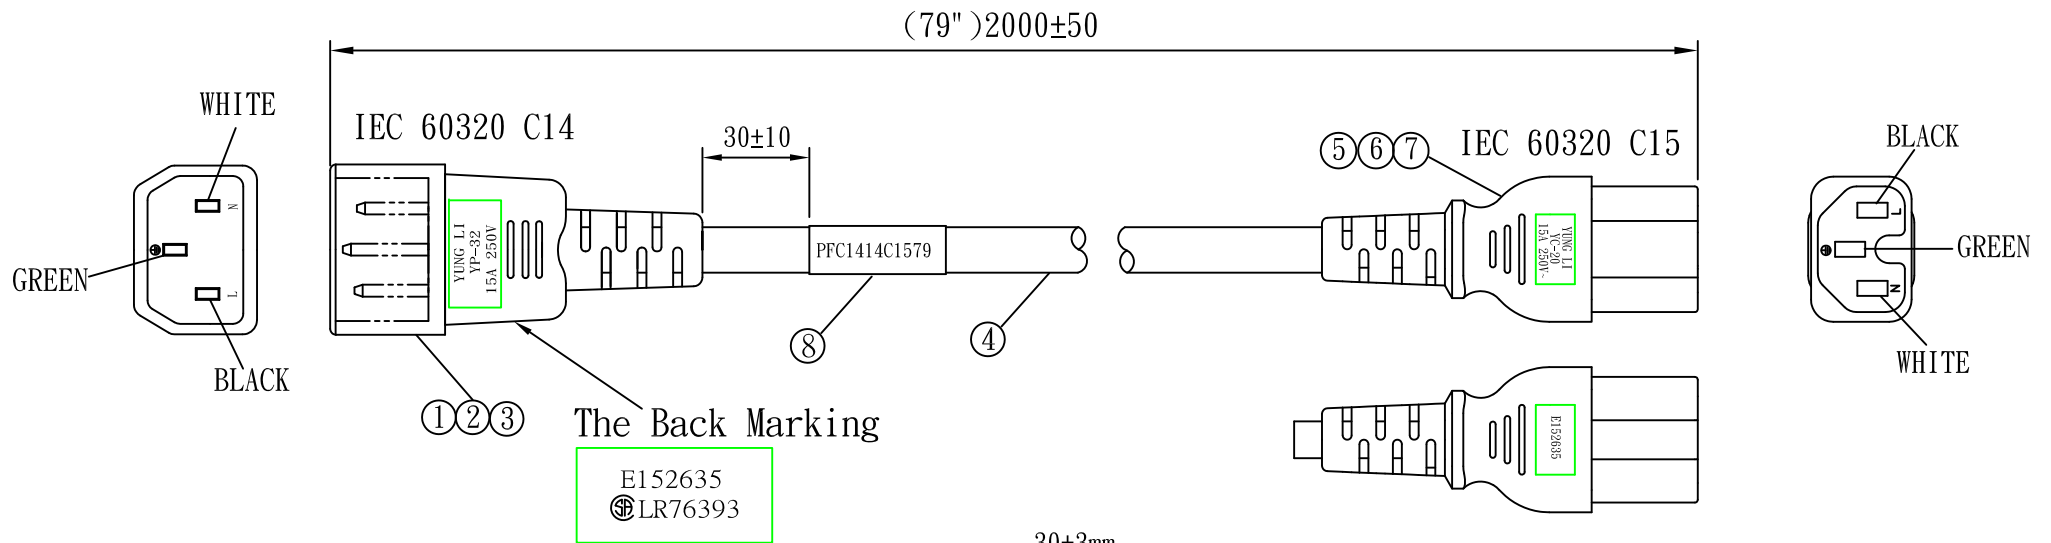 (79")2000±50
WHITE
IEC 60320 C14
30±10
⑤⑥⑦
IEC 60320 C15
BLACK
N
L
GREEN
BLACK
YUNG LI
YP-32
15A 250V
PFC1414C1579
YUNG LI
YC-20
15A 250V~
L
N
GREEN
WHITE
⑧
④
①②③
The Back Marking
E152635
LR76393
E152635
30±3mm